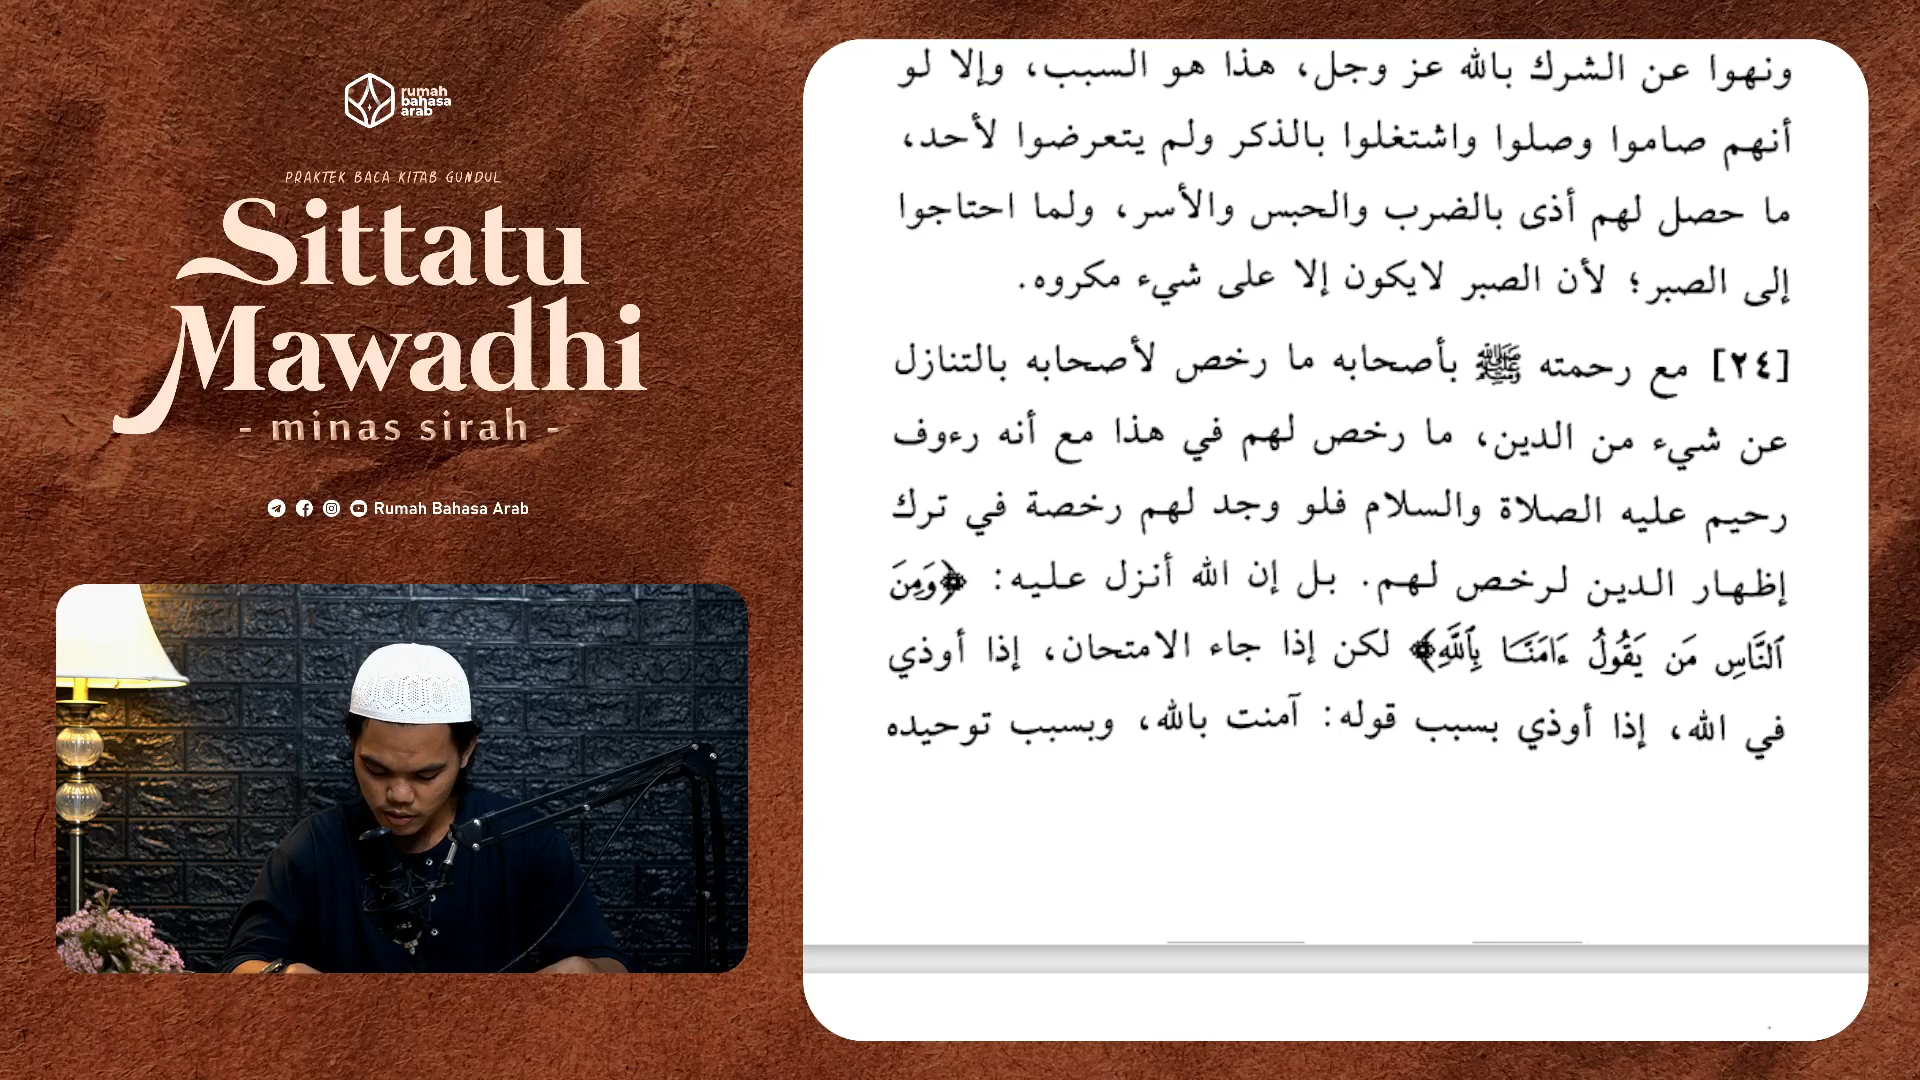 rumah
bahasa
arab
PRAKTEK BACA KITAB GUNDUL
Sittatu
Mawadhi
- minas sirah -
Rumah Bahasa Arab
ونهوا عن الشرك بالله عز وجل، هذا هو السبب، وإلا لو
أنهم صاموا وصلوا واشتغلوا بالذكر ولم يتعرضوا لأحد،
ما حصل لهم أذى بالضرب والحبس والأسر، ولما احتاجوا
إلى الصبر؛ لأن الصبر لايكون إلا على شيء مكروه.
[٢٤] مع رحمته ﷺ بأصحابه ما رخص لأصحابه بالتنازل
عن شيء من الدين، ما رخص لهم في هذا مع أنه رءوف
رحيم عليه الصلاة والسلام فلو وجد لهم رخصة في ترك
إظهار الدين لرخص لهم. بل إن الله أنزل عليه: ﴿وَمِنَ
ٱلنَّاسِ مَن يَقُولُ ءَامَنَّا بِٱللَّهِ﴾ لكن إذا جاء الامتحان، إذا أوذي
في الله، إذا أوذي بسبب قوله: آمنت بالله، وبسبب توحيده